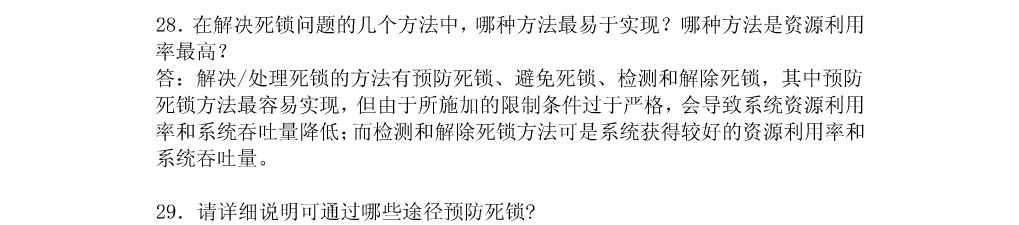 28．在解决死锁问题的几个方法中，哪种方法最易于实现？哪种方法是资源利用
率最高？
答：解决/处理死锁的方法有预防死锁、避免死锁、检测和解除死锁，其中预防
死锁方法最容易实现，但由于所施加的限制条件过于严格，会导致系统资源利用
率和系统吞吐量降低；而检测和解除死锁方法可是系统获得较好的资源利用率和
系统吞吐量。
29．请详细说明可通过哪些途径预防死锁?